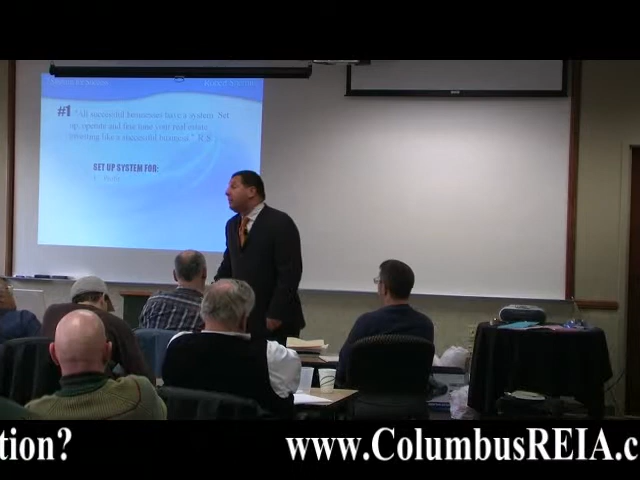 #1 "All successful businesses have a system. Set
up, operate and fine tune your real estate
investing like a successful business." R.S.
SET UP SYSTEM FOR:
tion?
www.ColumbusREIA.c